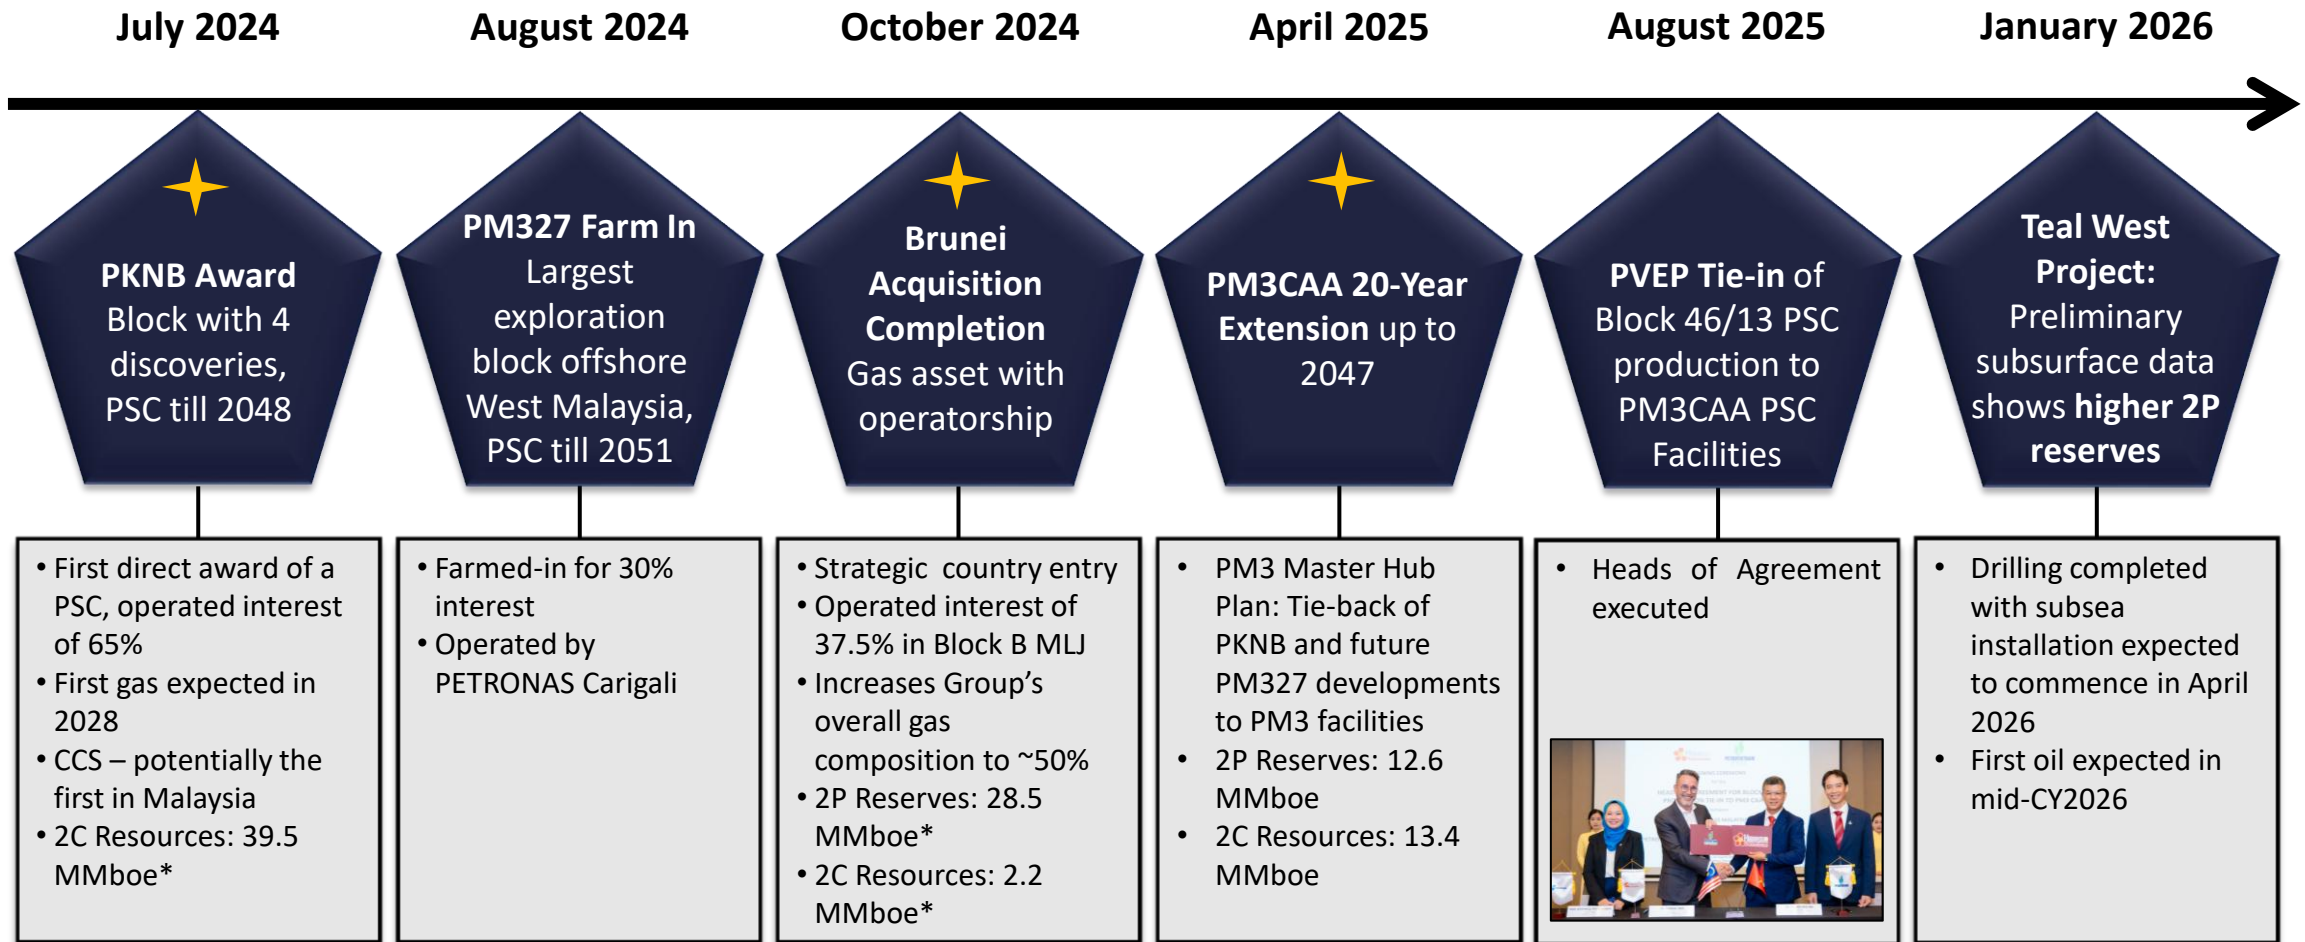 July 2024
August 2024
October 2024
April 2025
August 2025
January 2026
PKNB Award
Block with 4
discoveries,
PSC till 2048
PM327 Farm In
Largest
exploration
block offshore
West Malaysia,
PSC till 2051
Brunei
Acquisition
Completion
Gas asset with
operatorship
PM3CAA 20-Year
Extension up to
2047
PVEP Tie-in of
Block 46/13 PSC
production to
PM3CAA PSC
Facilities
Teal West
Project:
Preliminary
subsurface data
shows higher 2P
reserves
• First direct award of a
PSC, operated interest
of 65%
• First gas expected in
2028
• CCS – potentially the
first in Malaysia
• 2C Resources: 39.5
MMboe*
• Farmed-in for 30%
interest
• Operated by
PETRONAS Carigali
• Strategic country entry
• Operated interest of
37.5% in Block B MLJ
• Increases Group’s
overall gas
composition to ~50%
• 2P Reserves: 28.5
MMboe*
• 2C Resources: 2.2
MMboe*
• PM3 Master Hub
Plan: Tie-back of
PKNB and future
PM327 developments
to PM3 facilities
• 2P Reserves: 12.6
MMboe
• 2C Resources: 13.4
MMboe
• Heads of Agreement
executed
• Drilling completed
with subsea
installation expected
to commence in April
2026
• First oil expected in
mid-CY2026